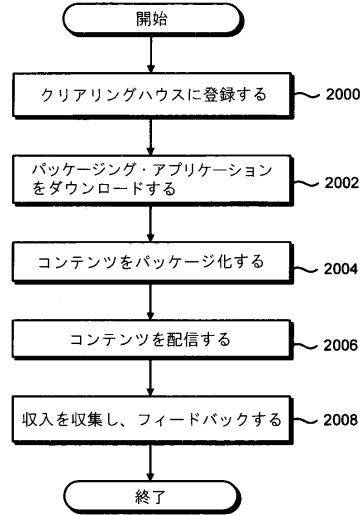 開始
クリアリングハウスに登録する
2000
パッケージング・アプリケーション
をダウンロードする
2002
コンテンツをパッケージ化する
2004
コンテンツを配信する
2006
収入を収集し、フィードバックする
2008
終了